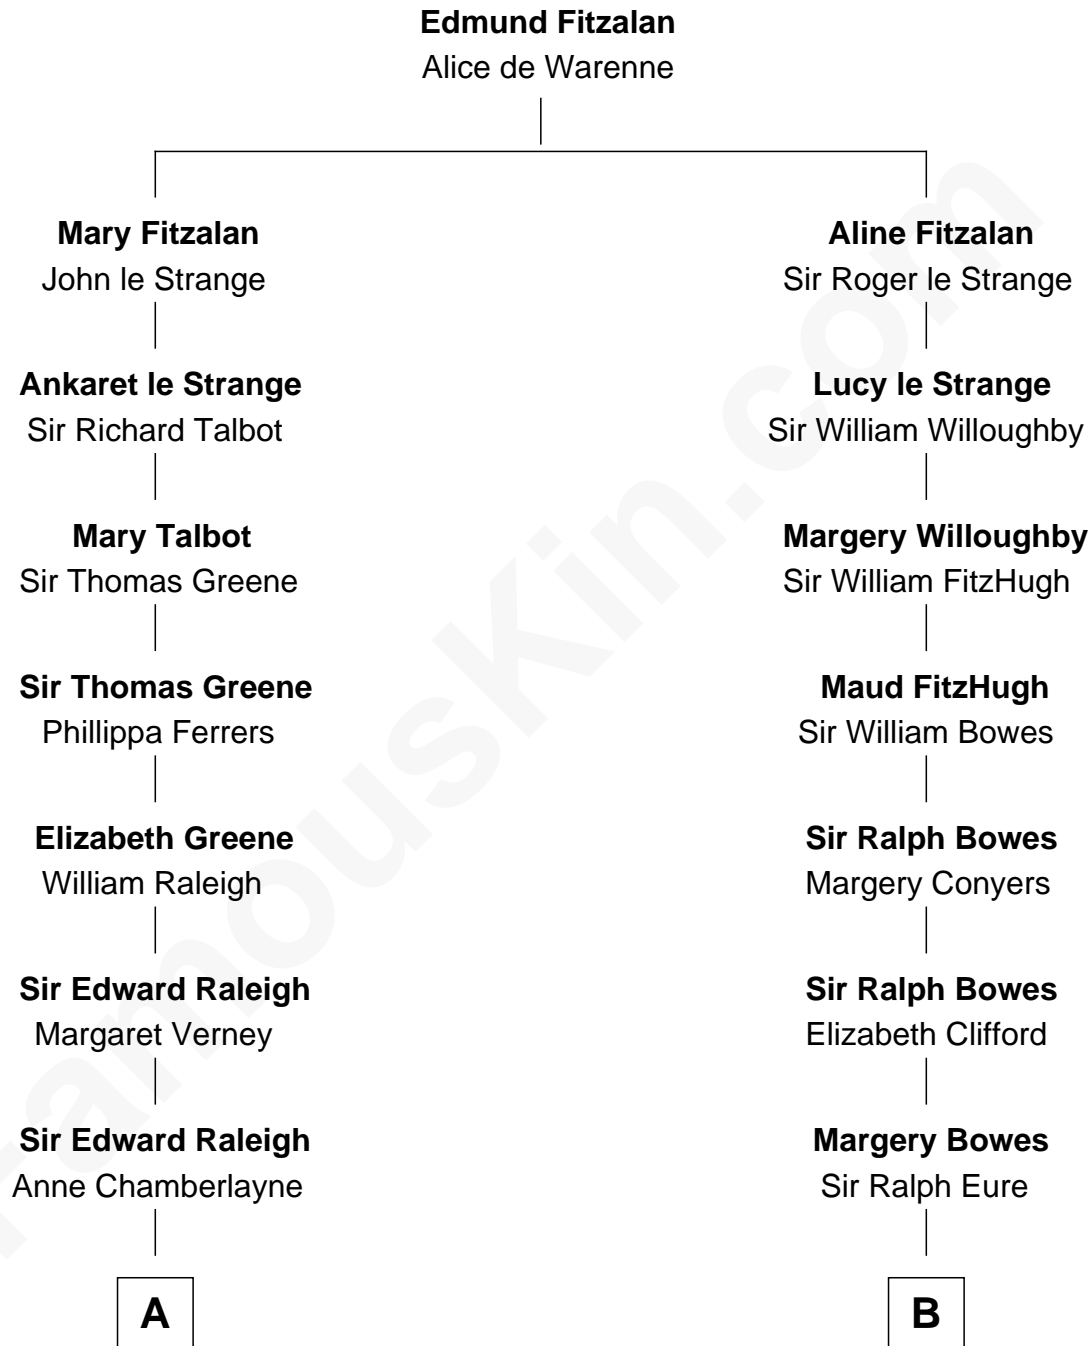 Edmund Fitzalan
Alice de Warenne
Mary Fitzalan
John le Strange
Aline Fitzalan
Sir Roger le Strange
Ankaret le Strange
Sir Richard Talbot
Lucy le Strange
Sir William Willoughby
Mary Talbot
Sir Thomas Greene
Margery Willoughby
Sir William FitzHugh
Sir Thomas Greene
Phillippa Ferrers
Maud FitzHugh
Sir William Bowes
Elizabeth Greene
William Raleigh
Sir Ralph Bowes
Margery Conyers
Sir Edward Raleigh
Margaret Verney
Sir Ralph Bowes
Elizabeth Clifford
Sir Edward Raleigh
Anne Chamberlayne
Margery Bowes
Sir Ralph Eure
A
B
FamousKin.com